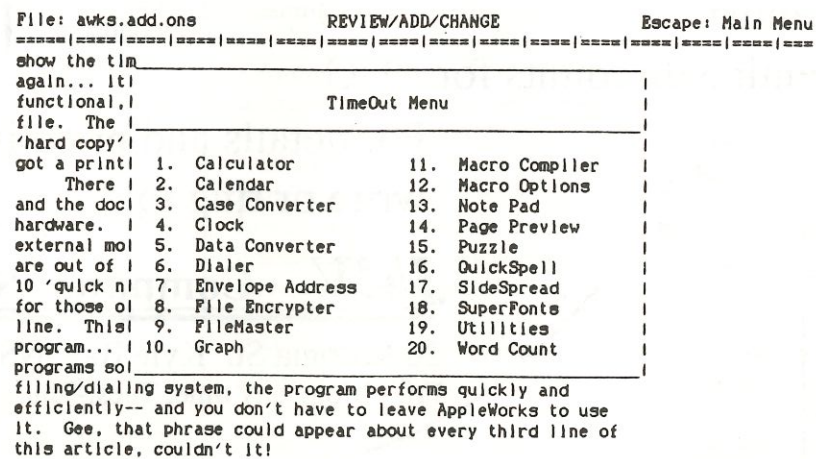 File: awks.add.ons REVIEW/ADD/CHANGE Escape: Main Menu
=====|====|====|====|====|====|====|====|====|====|====|====|====|====|====|===
show the tim
again... it
functional, TimeOut Menu
file. The
'hard copy'
got a print 1. Calculator 11. Macro Compiler
There 2. Calendar 12. Macro Options
and the doc 3. Case Converter 13. Note Pad
hardware. 4. Clock 14. Page Preview
external mo 5. Data Converter 15. Puzzle
are out of 6. Dialer 16. QuickSpell
10 'quick n 7. Envelope Address 17. SideSpread
for those o 8. File Encrypter 18. SuperFonts
line. This 9. FileMaster 19. Utilities
program... 10. Graph 20. Word Count
programs so
filing/dialing system, the program performs quickly and
efficiently-- and you don't have to leave AppleWorks to use
it. Gee, that phrase could appear about every third line of
this article, couldn't it!